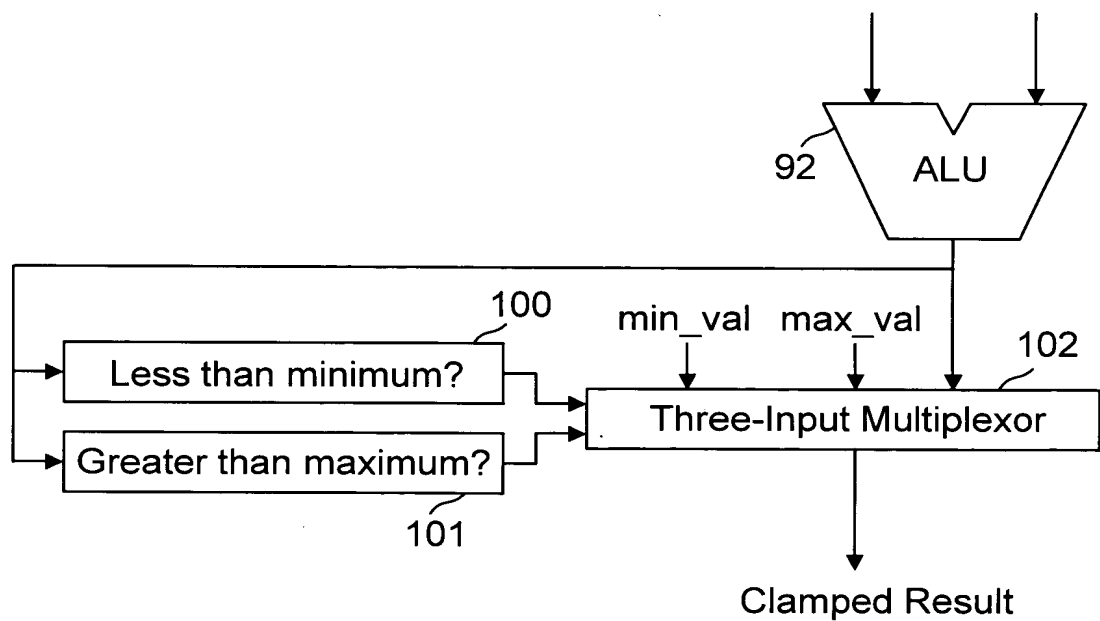 92
ALU
100
min_val
max_val
102
Less than minimum?
Three-Input Multiplexor
Greater than maximum?
101
Clamped Result